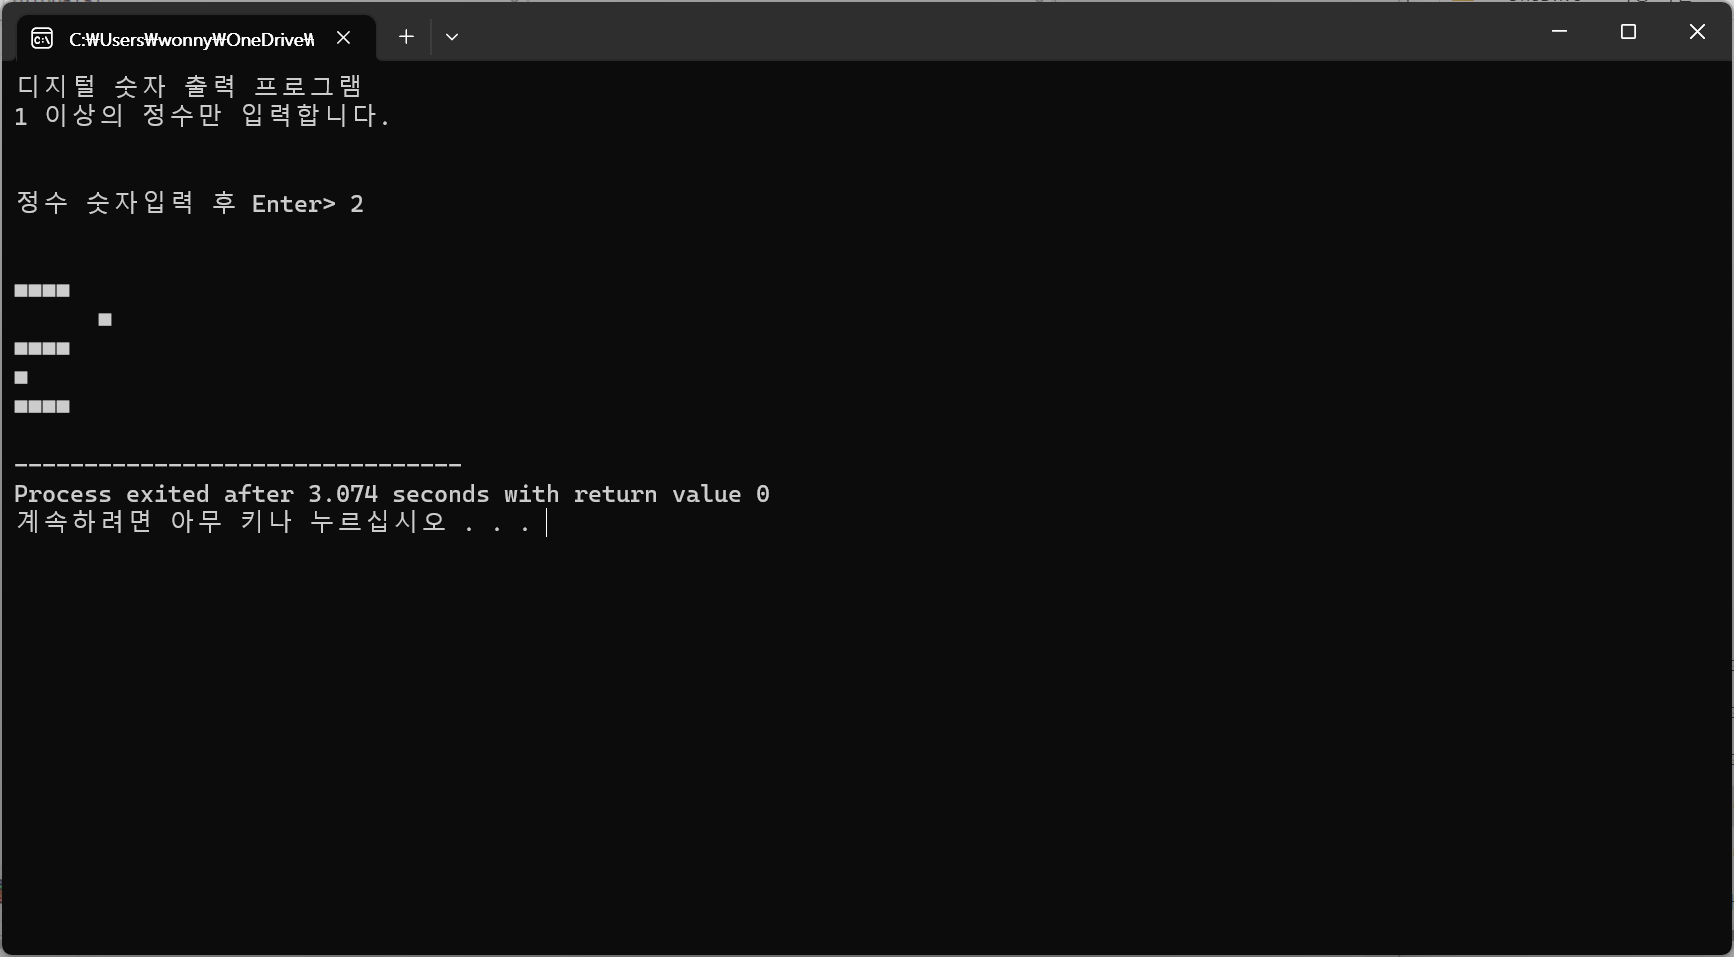 C:₩Users₩wonny₩OneDrive₩
디지털 숫자 출력 프로그램
1 이상의 정수만 입력합니다.
정수 숫자입력 후 Enter> 2
■■■■
      ■
■■■■
■
■■■■
--------------------------------
Process exited after 3.074 seconds with return value 0
계속하려면 아무 키나 누르십시오 . . .